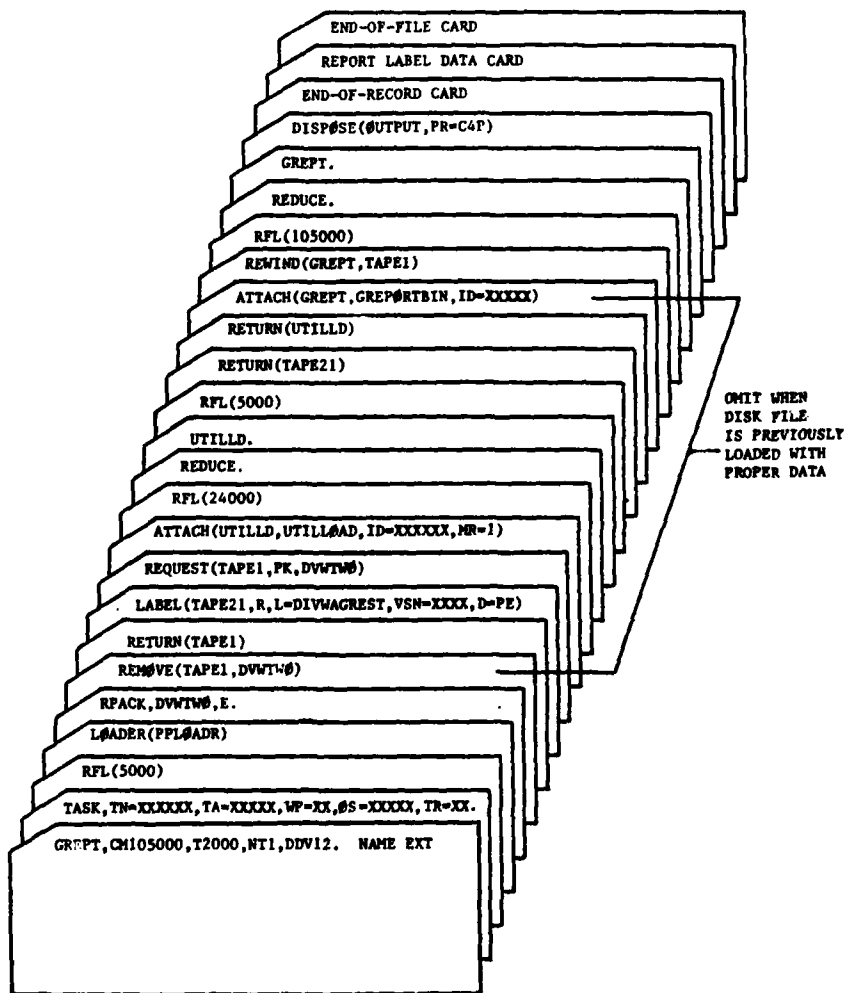 END-OF-FILE CARD
REPORT LABEL DATA CARD
END-OF-RECORD CARD
DISPØSE(ØUTPUT,PR=C4P)
GREPT.
REDUCE.
RFL(105000)
REWIND(GREPT,TAPE1)
ATTACH(GREPT,GREPØRTBIN,ID=XXXXX)
RETURN(UTILLD)
RETURN(TAPE21)
RFL(5000)
UTILLD.
REDUCE.
RFL(24000)
ATTACH(UTILLD,UTILLØAD,ID=XXXXXX,MR=1)
REQUEST(TAPE1,PK,DVWTWØ)
LABEL(TAPE21,R,L=DIVWAGREST,VSN=XXXX,D=PE)
RETURN(TAPE1)
REMØVE(TAPE1,DVWTWØ)
RPACK,DVWTWØ,E.
LØADER(PPLØADR)
RFL(5000)
TASK,TN=XXXXXX,TA=XXXXX,WP=XX,ØS=XXXXX,TR=XX.
GREPT,CM105000,T2000,NT1,DDV12. NAME EXT
OMIT WHEN
DISK FILE
IS PREVIOUSLY
LOADED WITH
PROPER DATA